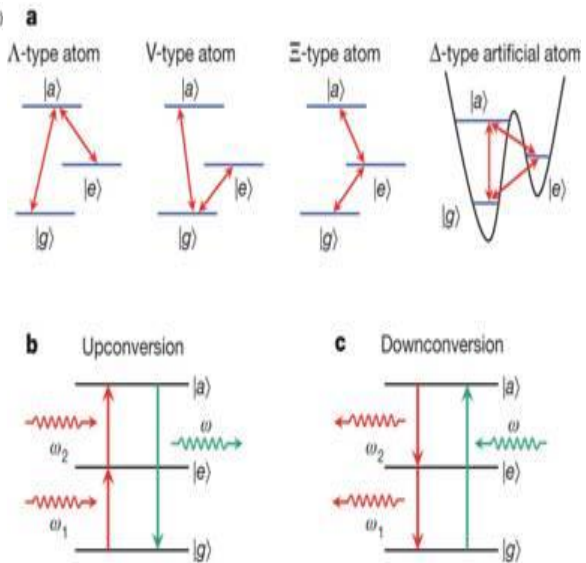 ) a
Λ-type atom V-type atom Ξ-type atom Δ-type artificial atom
|a⟩ |a⟩ |a⟩ |a⟩
|e⟩ |e⟩ |e⟩ |e⟩
|g⟩ |g⟩ |g⟩ |g⟩
b Upconversion c Downconversion
|a⟩ |a⟩
ω₂ ω ω₂ ω
|e⟩ |e⟩
ω₁ ω₁
|g⟩ |g⟩